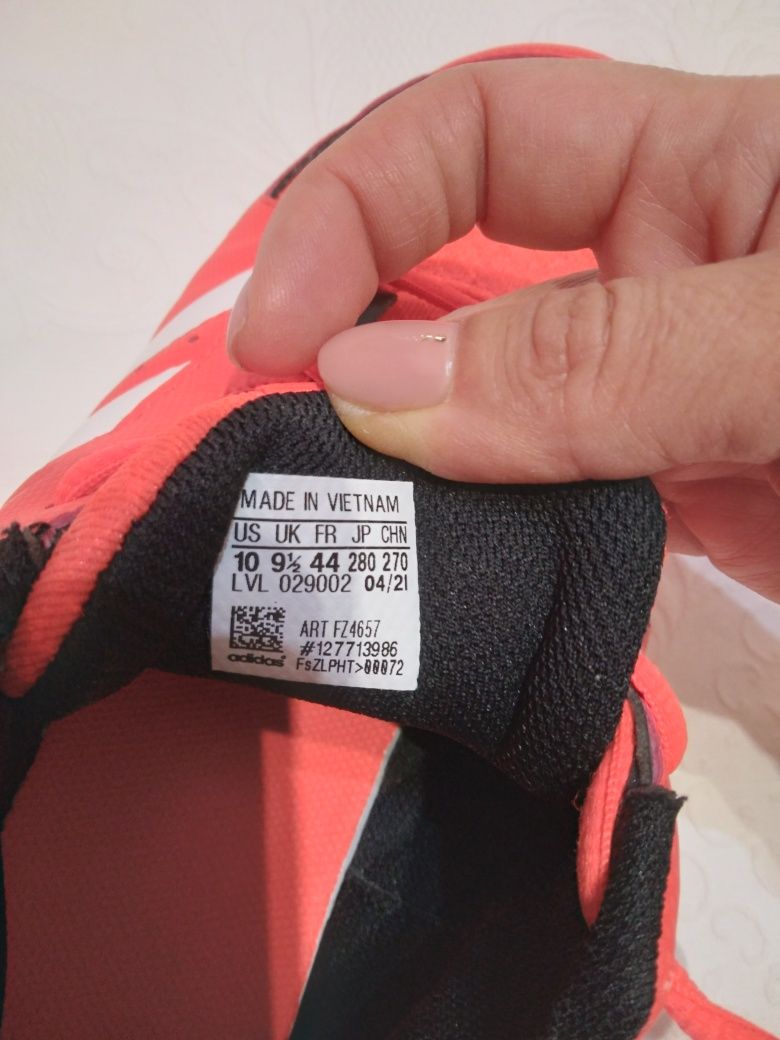 MADE IN VIETNAM
US UK FR JP CHN
10 9½ 44 280 270
LVL 029002 04/21
ART FZ4657
#127713986
adidas FsZLPHT>00072